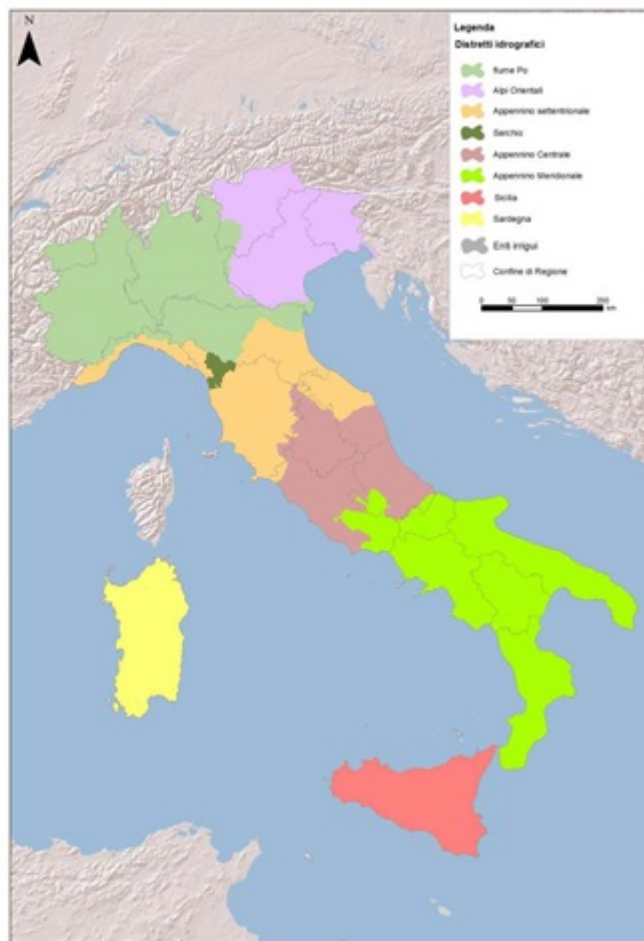 N
Legenda
Distretti idrografici
fiume Po
Alpi Orientali
Appennino settentrionale
Serchio
Appennino Centrale
Appennino Meridionale
Sicilia
Sardegna
Enti irrigui
Confine di Regione
0 50 100 200
km